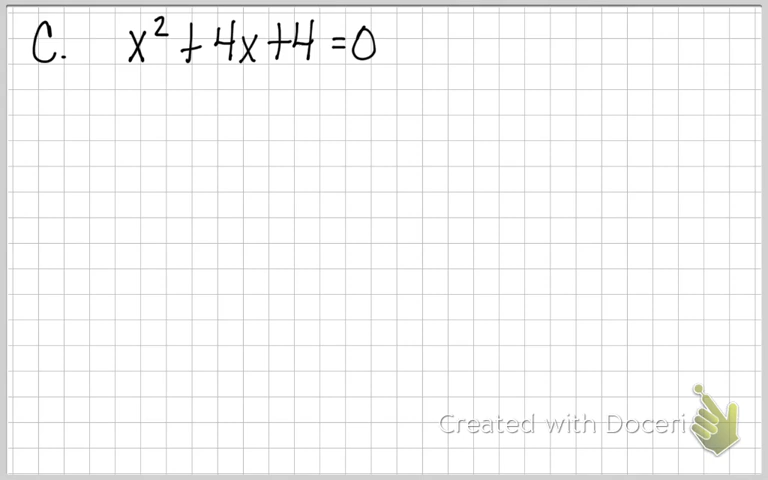 C. x² + 4x + 4 = 0
Created with Doceri